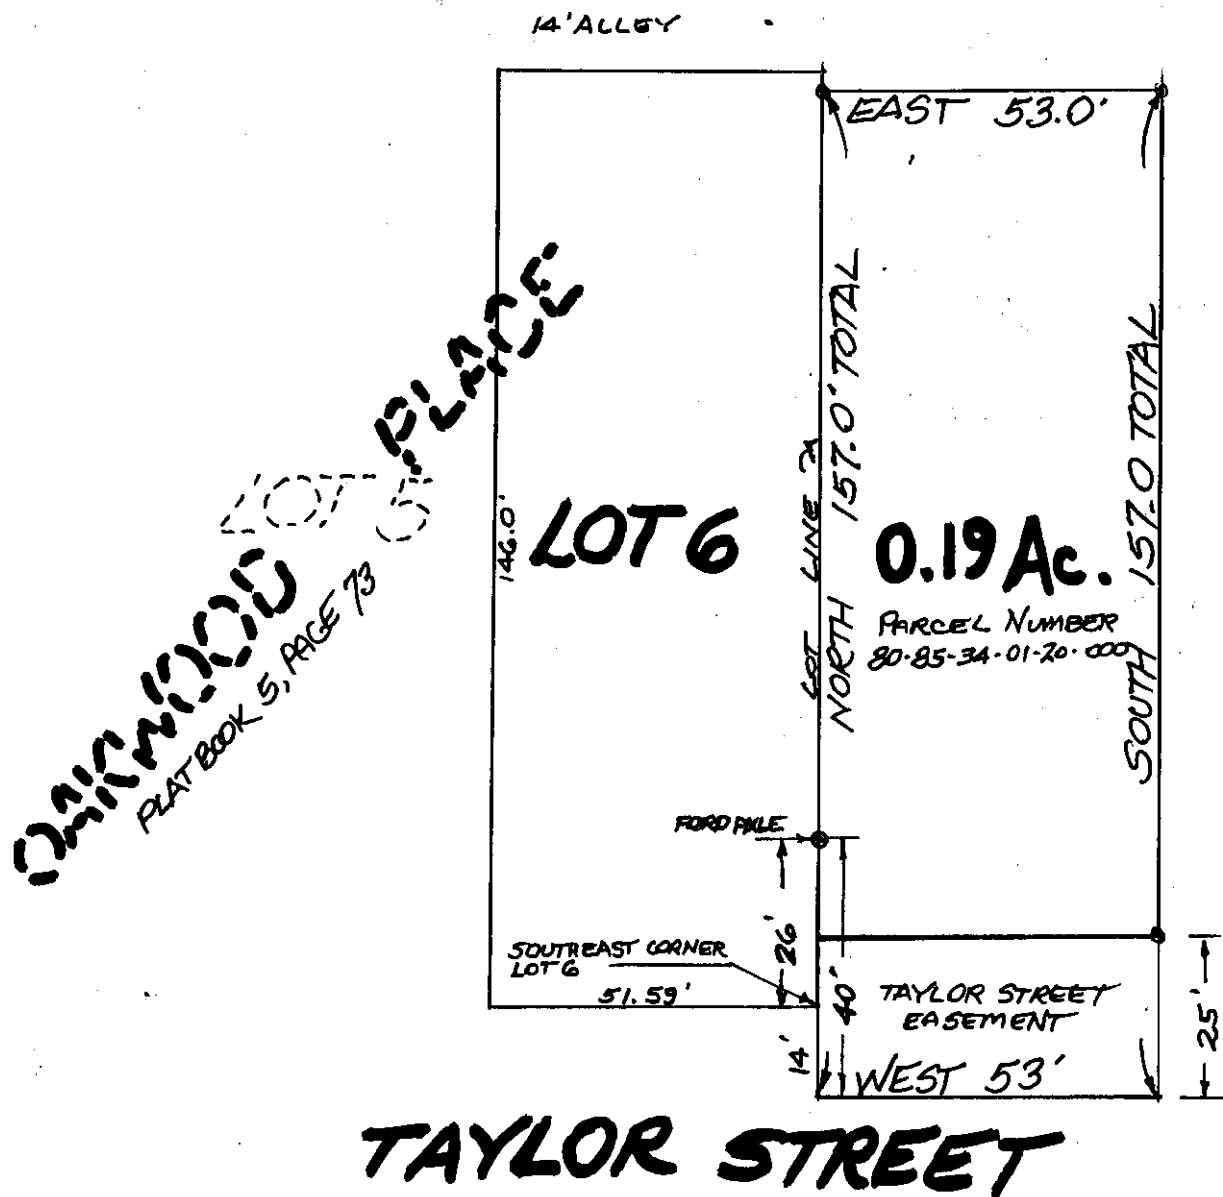 14' ALLEY
EAST 53.0'
OAKWOOD PLACE
LOT 5
PLAT BOOK 5, PAGE 73
146.0'
LOT 6
LOT LINE
NORTH 157.0' TOTAL
0.19 Ac.
PARCEL NUMBER
80-85-34-01-20.000
SOUTH 157.0 TOTAL
FORD AXLE
26'
40'
14'
SOUTHEAST CORNER
LOT 6
51.59'
TAYLOR STREET
EASEMENT
WEST 53'
25'
TAYLOR STREET